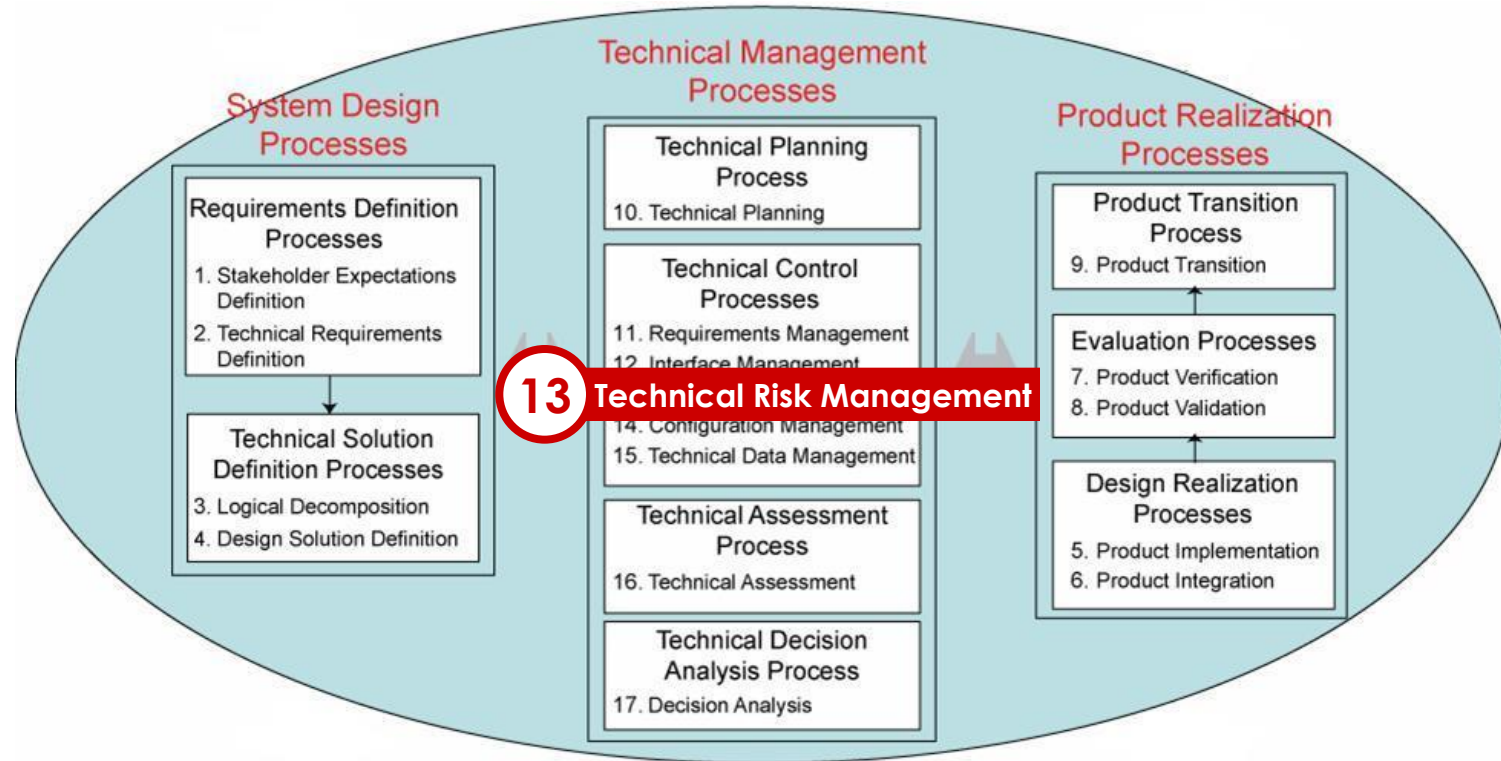 System Design
Processes
Requirements Definition
Processes
1. Stakeholder Expectations
Definition
2. Technical Requirements
Definition
Technical Solution
Definition Processes
3. Logical Decomposition
4. Design Solution Definition
Technical Management
Processes
Technical Planning
Process
10. Technical Planning
Technical Control
Processes
11. Requirements Management
12. Interface Management
13 Technical Risk Management
14. Configuration Management
15. Technical Data Management
Technical Assessment
Process
16. Technical Assessment
Technical Decision
Analysis Process
17. Decision Analysis
Product Realization
Processes
Product Transition
Process
9. Product Transition
Evaluation Processes
7. Product Verification
8. Product Validation
Design Realization
Processes
5. Product Implementation
6. Product Integration